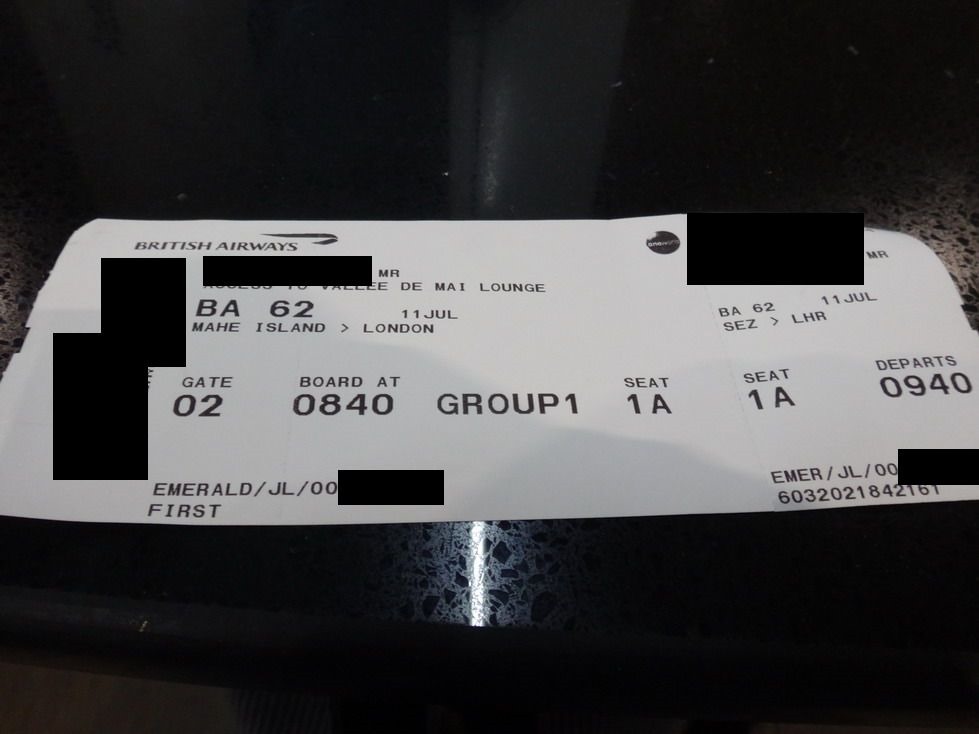 BRITISH AIRWAYS
MR
ACCESS TO VALLEE DE MAI LOUNGE
BA 62 11JUL
MAHE ISLAND > LONDON
GATE BOARD AT SEAT
02 0840 GROUP1 1A
EMERALD/JL/00
FIRST
oneworld
MR
BA 62 11JUL
SEZ > LHR
SEAT DEPARTS
1A 0940
EMER/JL/00
6032021842161